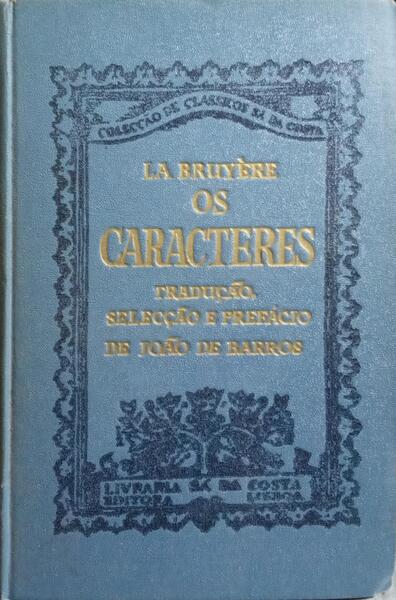 COLECÇÃO DE CLÁSSICOS SÁ DA COSTA
LA BRUYÈRE
OS
CARACTERES
TRADUÇÃO,
SELECÇÃO E PREFÁCIO
DE JOÃO DE BARROS
LIVRARIA SÁ DA COSTA
EDITORA LISBOA